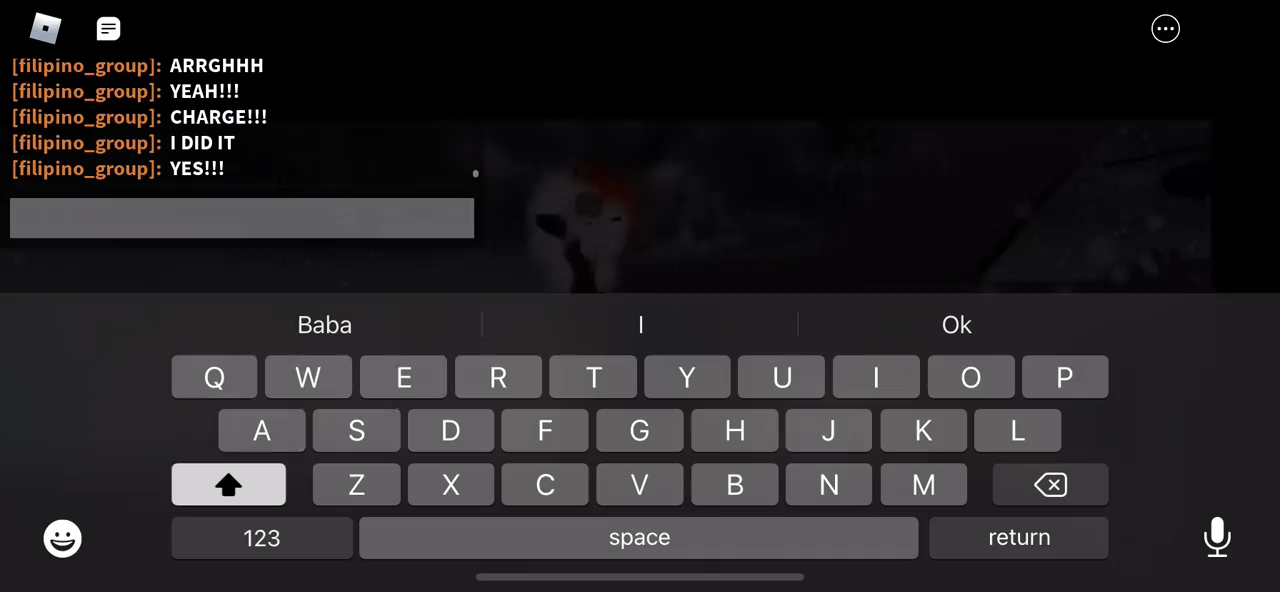 [filipino_group]: ARRGHHH
[filipino_group]: YEAH!!!
[filipino_group]: CHARGE!!!
[filipino_group]: I DID IT
[filipino_group]: YES!!!
Baba I Ok
Q W E R T Y U I O P
A S D F G H J K L
Z X C V B N M
123 space return